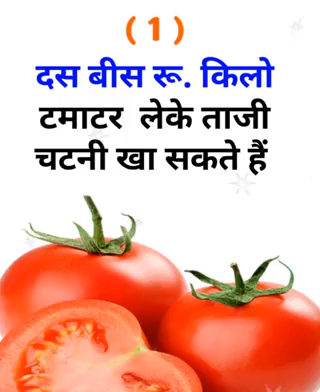 ( 1 )
दस बीस रू. किलो
टमाटर लेके ताजी
चटनी खा सकते हैं